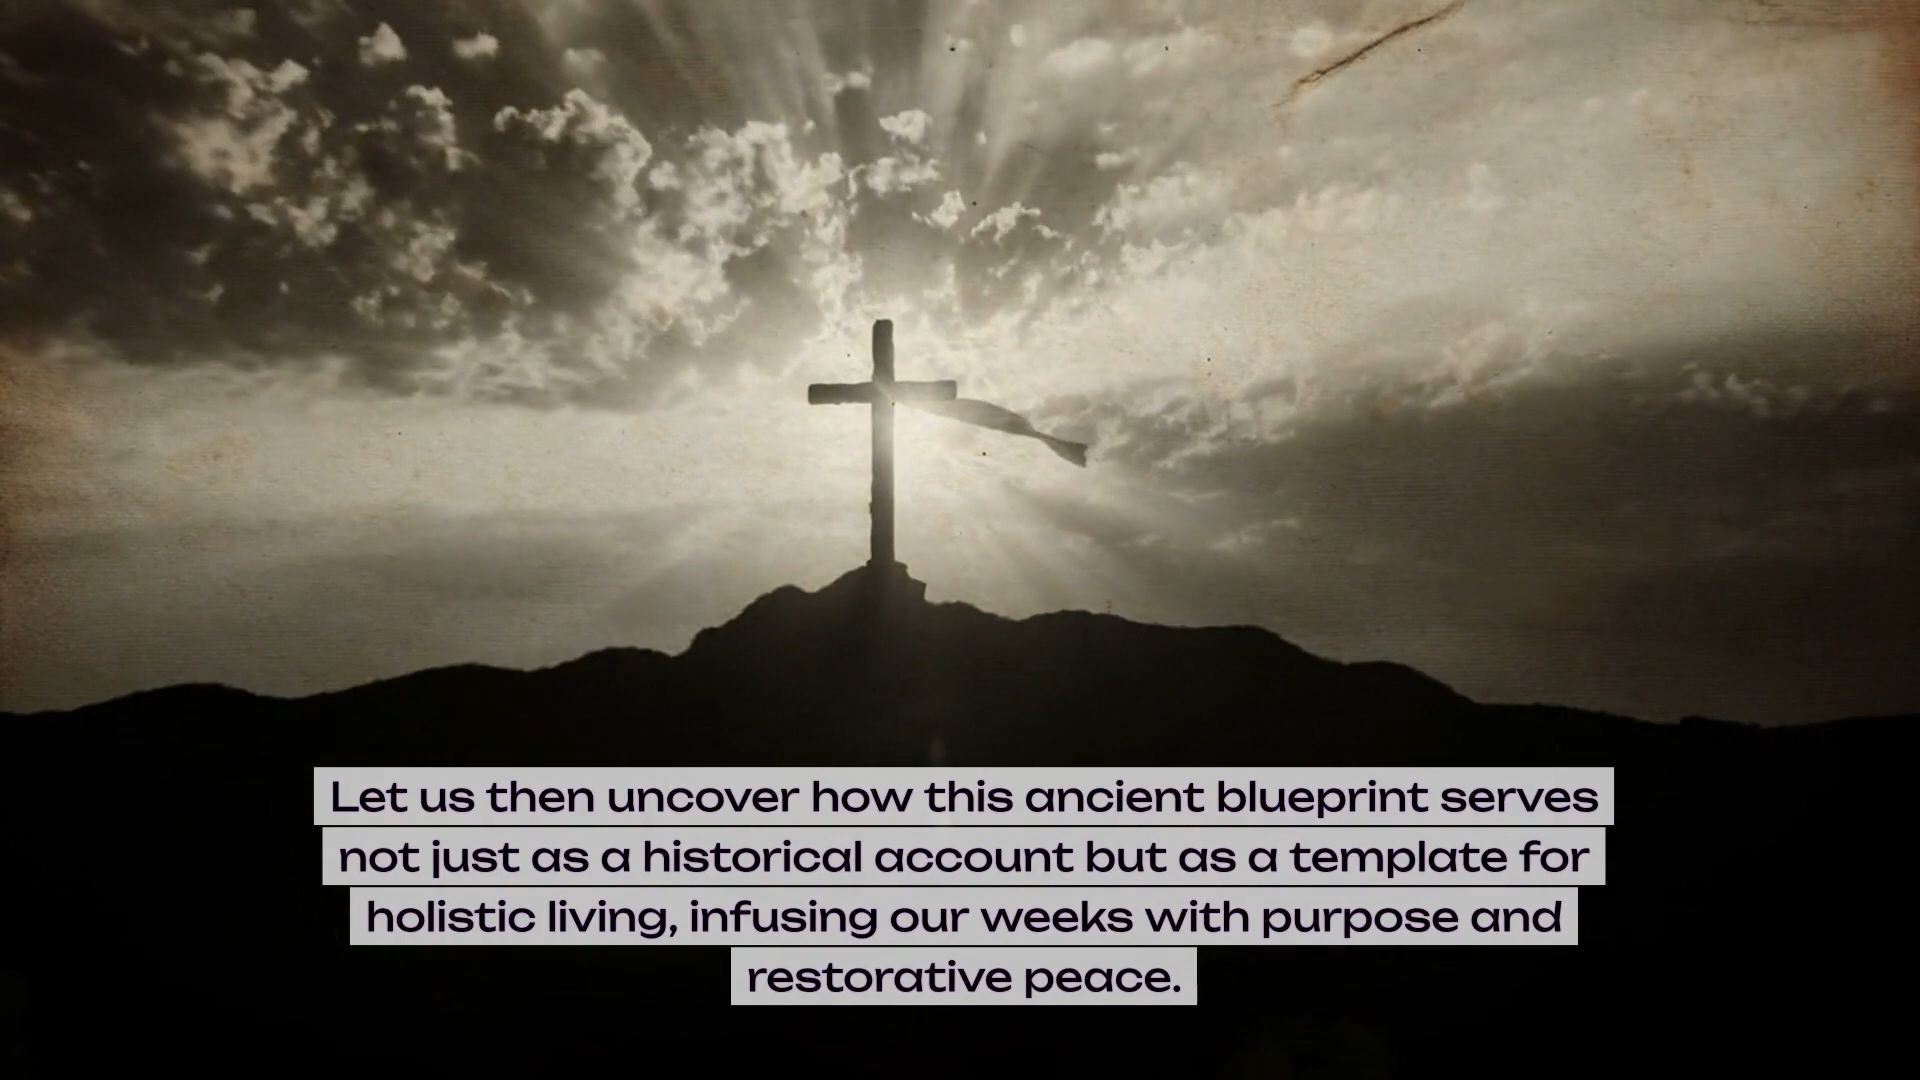 Let us then uncover how this ancient blueprint serves
not just as a historical account but as a template for
holistic living, infusing our weeks with purpose and
restorative peace.